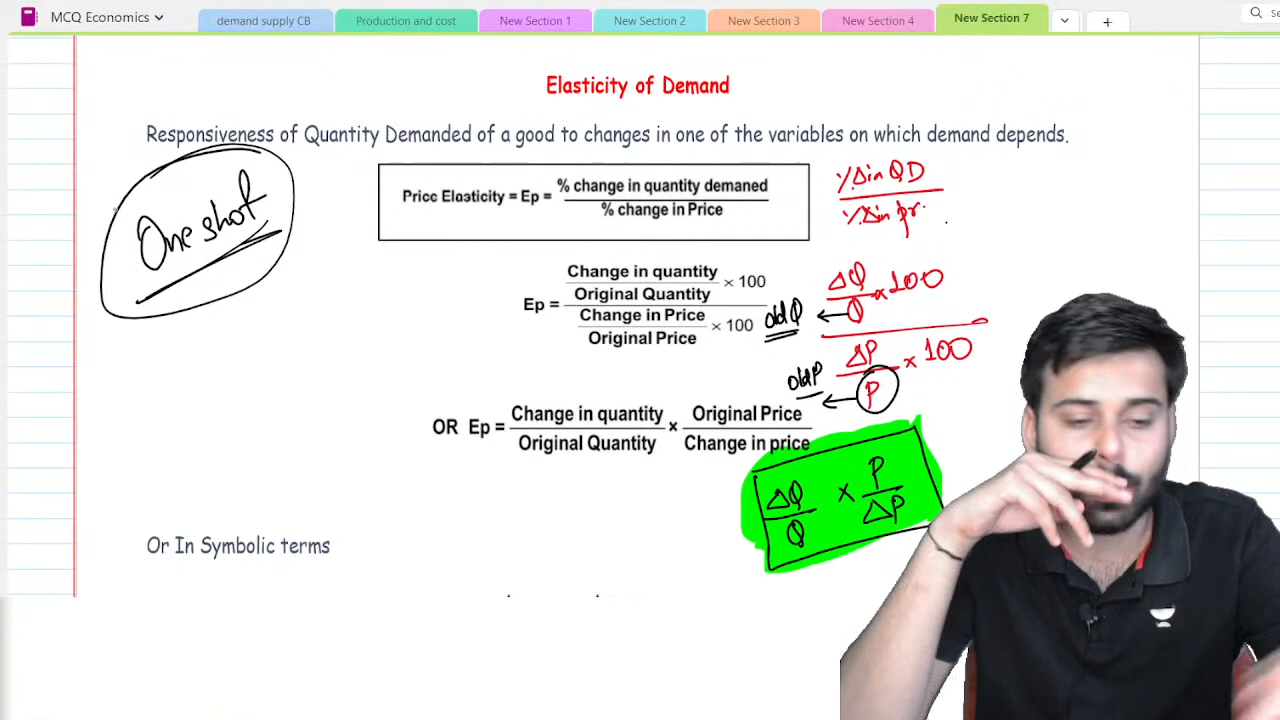 MCQ Economics
demand supply CB
Production and cost
New Section 1
New Section 2
New Section 3
New Section 4
New Section 7
+
Se
Elasticity of Demand
Responsiveness of Quantity Demanded of a good to changes in one of the variables on which demand depends.
One shot
Price Elasticity = Ep = % change in quantity demaned
% change in Price
%Δin QD
%Δin pr.
Ep = Change in quantity × 100
Original Quantity
Change in Price × 100
Original Price
old Q
ΔQ × 100
Q
ΔP × 100
P
old P
OR Ep = Change in quantity × Original Price
Original Quantity Change in price
ΔQ × P
Q ΔP
Or In Symbolic terms